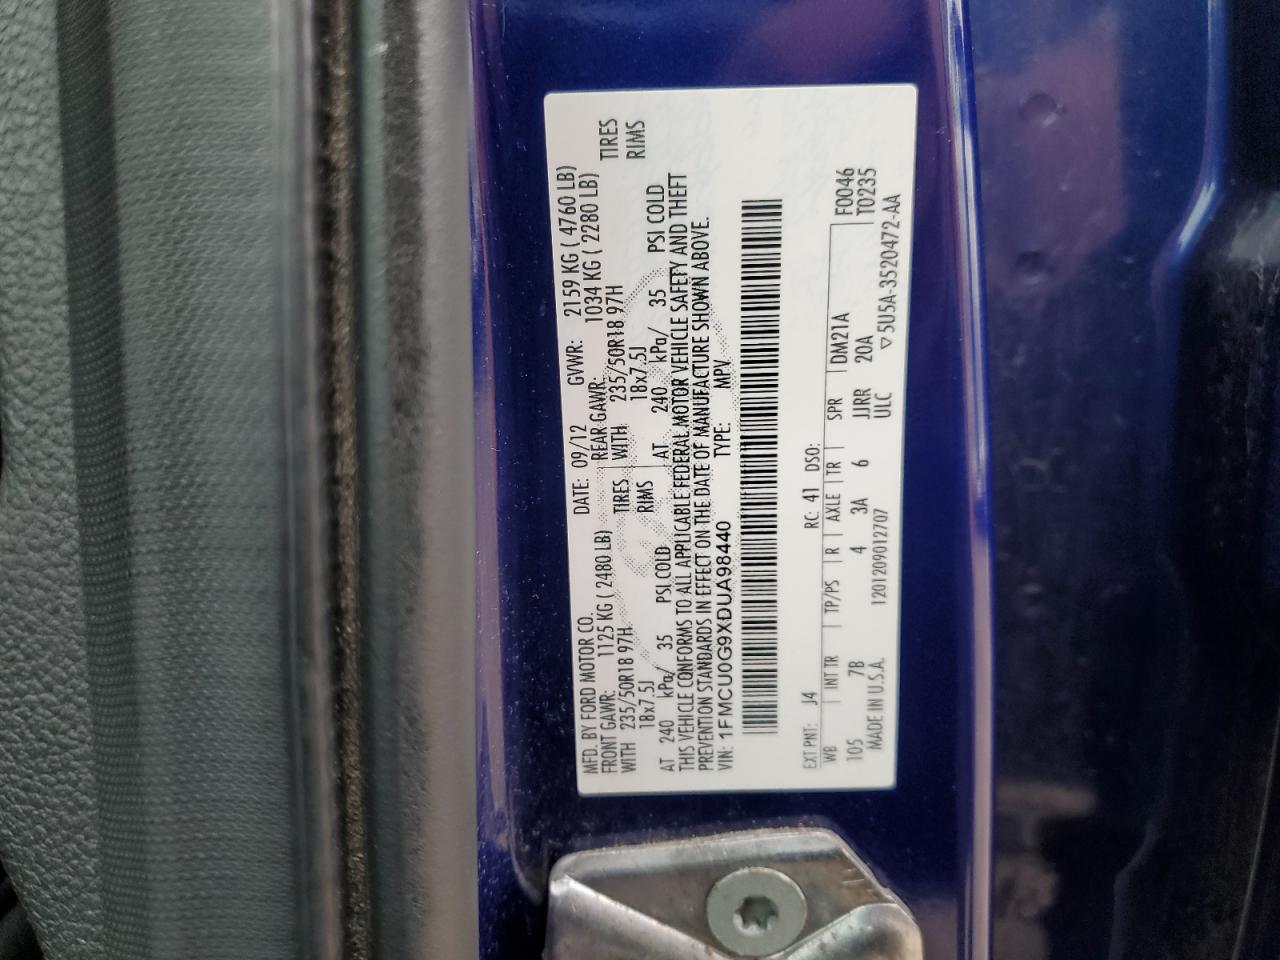 MFD. BY FORD MOTOR CO. DATE: 09/12 GVWR: 2159 KG ( 4760 LB)
FRONT GAWR: 1125 KG ( 2480 LB) REAR GAWR: 1034 KG ( 2280 LB)
WITH 235/50R18 97H TIRES WITH 235/50R18 97H TIRES
18x7.5J RIMS 18x7.5J RIMS
AT 240 kPa/ 35 PSI COLD AT 240 kPa/ 35 PSI COLD
THIS VEHICLE CONFORMS TO ALL APPLICABLE FEDERAL MOTOR VEHICLE SAFETY AND THEFT
PREVENTION STANDARDS IN EFFECT ON THE DATE OF MANUFACTURE SHOWN ABOVE.
VIN: 1FMCU0G9XDUA98440 TYPE: MPV
EXT PNT: J4 RC: 41 DSO:
WB INT TR TP/PS R AXLE TR SPR DM21A F0046
105 7B 4 3A 6 JJRR 20A T0235
MADE IN U.S.A. 1201209012707 ULC ▽5U5A-3520472-AA